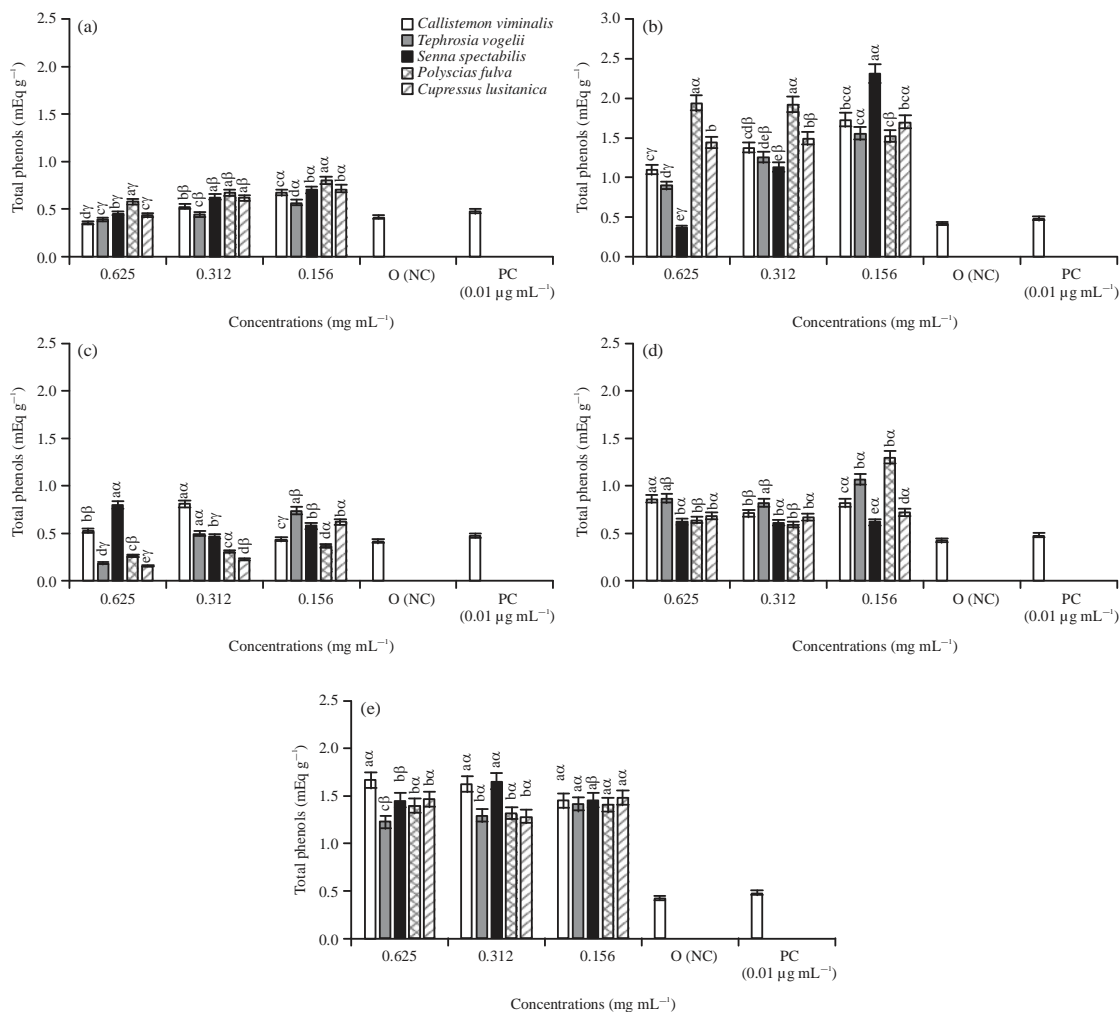 (a)
2.5
2.0
1.5
1.0
0.5
0.0
Total phenols (mEq g⁻¹)
Callistemon viminalis
Tephrosia vogelii
Senna spectabilis
Polyscias fulva
Cupressus lusitanica
dγ cγ bγ aγ cγ
bβ cβ aβ aβ aβ
cα dα bα aα bα
0.625 0.312 0.156 O (NC) PC
(0.01 µg mL⁻¹)
Concentrations (mg mL⁻¹)
(b)
3.0
2.5
2.0
1.5
1.0
0.5
0.0
Total phenols (mEq g⁻¹)
cγ dγ eγ aα b
cdβ deβ eβ aα bβ
bcα cα aα cβ bcα
0.625 0.312 0.156 O (NC) PC
(0.01 µg mL⁻¹)
Concentrations (mg mL⁻¹)
(c)
2.5
2.0
1.5
1.0
0.5
0.0
Total phenols (mEq g⁻¹)
bβ dγ aα cβ eγ
aα aα bγ cα dβ
cγ aβ bβ dα bα
0.625 0.312 0.156 O (NC) PC
(0.01 µg mL⁻¹)
Concentrations (mg mL⁻¹)
(d)
2.5
2.0
1.5
1.0
0.5
0.0
Total phenols (mEq g⁻¹)
aα aβ bα bβ bα
bβ aβ bα bβ bα
cα bα eα bα dα
0.625 0.312 0.156 O (NC) PC
(0.01 µg mL⁻¹)
Concentrations (mg mL⁻¹)
(e)
2.5
2.0
1.5
1.0
0.5
0.0
Total phenols (mEq g⁻¹)
aα cβ bβ bα bα
aα bα aα bα bα
aα aα aβ aα aα
0.625 0.312 0.156 O (NC) PC
(0.01 µg mL⁻¹)
Concentrations (mg mL⁻¹)